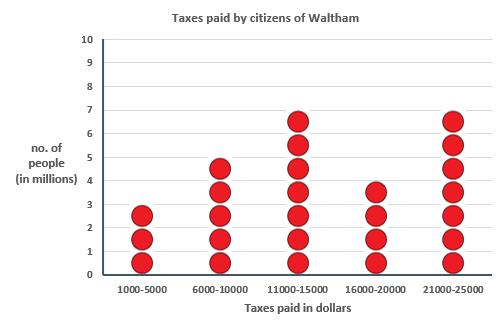 Taxes paid by citizens of Waltham
10
9
8
7
6
5
4
3
2
1
0
no. of
people
(in millions)
1000-5000 6000-10000 11000-15000 16000-20000 21000-25000
Taxes paid in dollars